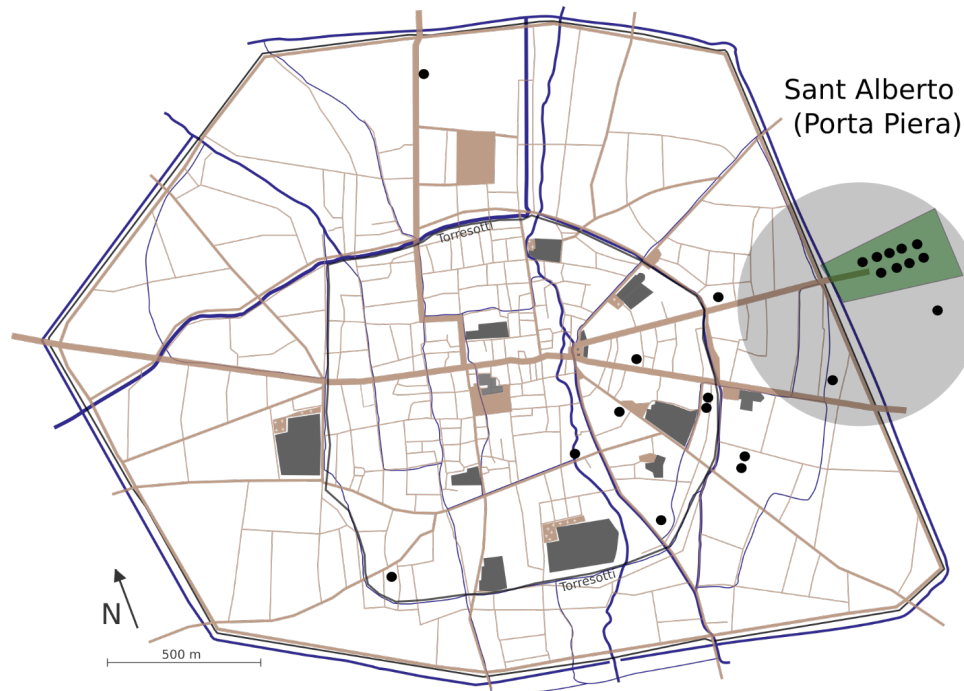 Sant Alberto
(Porta Piera)
Torresotti
Torresotti
N
500 m